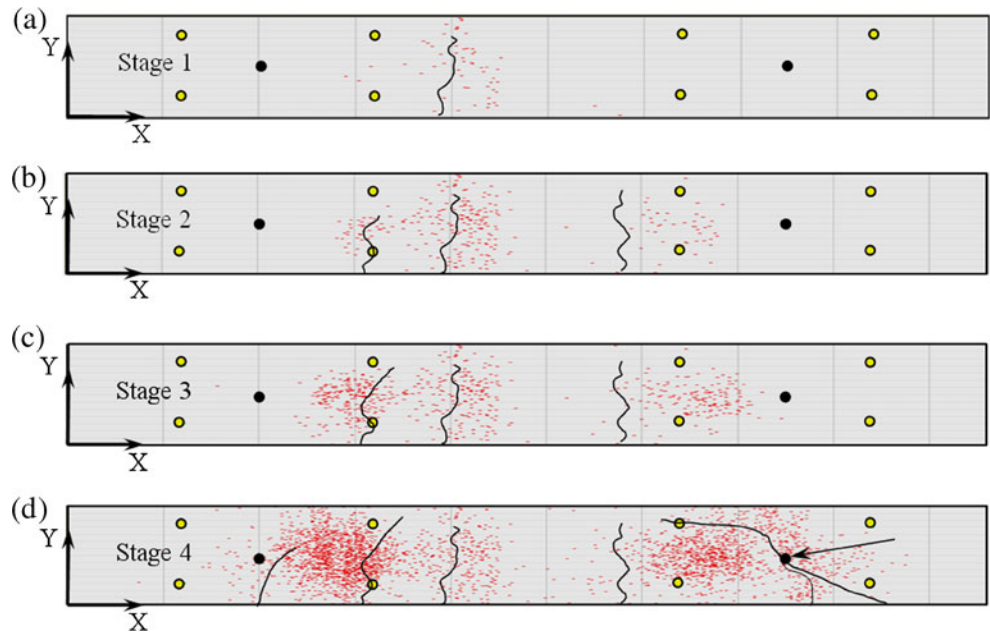 (a)
Y
Stage 1
X
(b)
Y
Stage 2
X
(c)
Y
Stage 3
X
(d)
Y
Stage 4
X